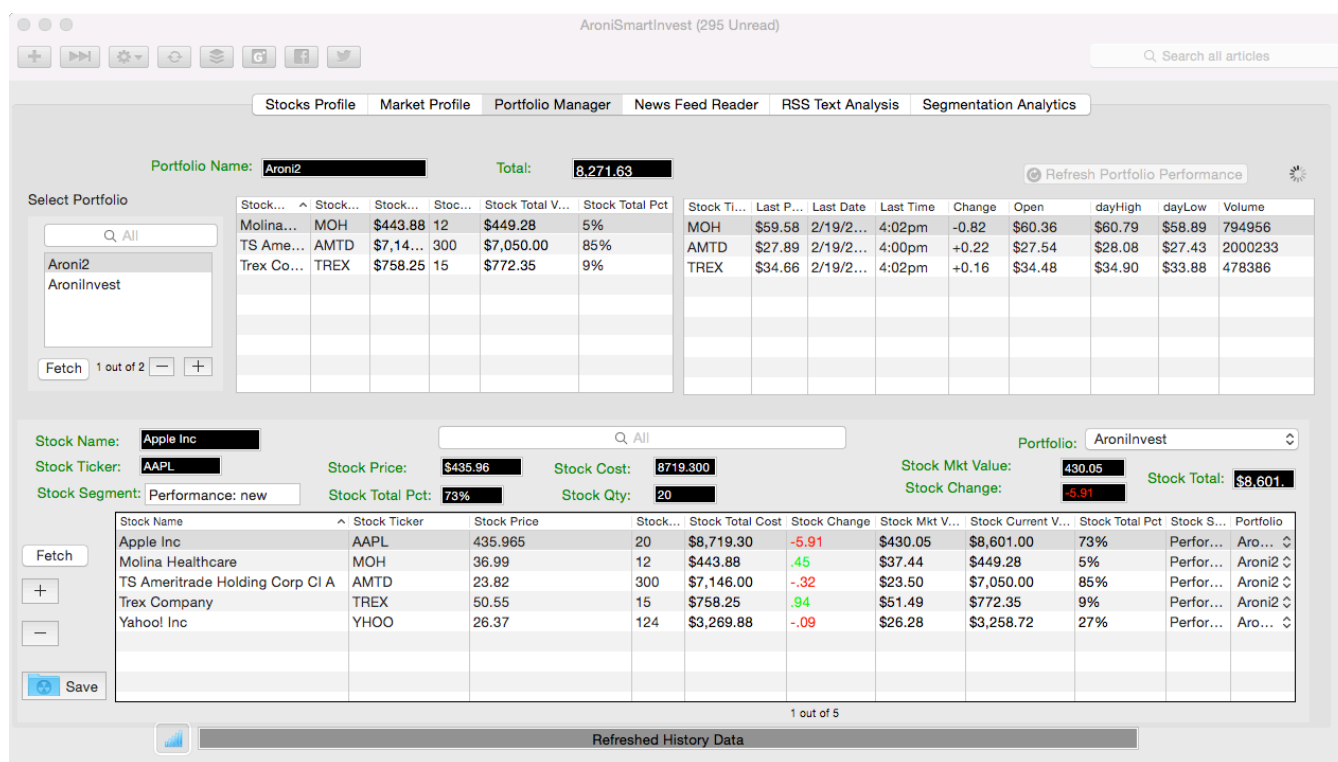 AroniSmartInvest (295 Unread)
Search all articles
Stocks Profile Market Profile Portfolio Manager News Feed Reader RSS Text Analysis Segmentation Analytics
Portfolio Name: Aroni2 Total: 8,271.63
Refresh Portfolio Performance
Select Portfolio
All
Aroni2
AroniInvest
Fetch 1 out of 2
Stock... Stock... Stock... Stoc... Stock Total V... Stock Total Pct
Molina... MOH $443.88 12 $449.28 5%
TS Ame... AMTD $7,14... 300 $7,050.00 85%
Trex Co... TREX $758.25 15 $772.35 9%
Stock Ti... Last P... Last Date Last Time Change Open dayHigh dayLow Volume
MOH $59.58 2/19/2... 4:02pm -0.82 $60.36 $60.79 $58.89 794956
AMTD $27.89 2/19/2... 4:00pm +0.22 $27.54 $28.08 $27.43 2000233
TREX $34.66 2/19/2... 4:02pm +0.16 $34.48 $34.90 $33.88 478386
Stock Name: Apple Inc
All
Portfolio: AroniInvest
Stock Ticker: AAPL Stock Price: $435.96 Stock Cost: 8719.300 Stock Mkt Value: 430.05
Stock Total: $8,601.
Stock Segment: Performance: new Stock Total Pct: 73% Stock Qty: 20 Stock Change: -5.91
Stock Name Stock Ticker Stock Price Stock... Stock Total Cost Stock Change Stock Mkt V... Stock Current V... Stock Total Pct Stock S... Portfolio
Apple Inc AAPL 435.965 20 $8,719.30 -5.91 $430.05 $8,601.00 73% Perfor... Aro...
Molina Healthcare MOH 36.99 12 $443.88 .45 $37.44 $449.28 5% Perfor... Aroni2
TS Ameritrade Holding Corp Cl A AMTD 23.82 300 $7,146.00 -.32 $23.50 $7,050.00 85% Perfor... Aroni2
Trex Company TREX 50.55 15 $758.25 .94 $51.49 $772.35 9% Perfor... Aroni2
Yahoo! Inc YHOO 26.37 124 $3,269.88 -.09 $26.28 $3,258.72 27% Perfor... Aro...
Fetch
Save
1 out of 5
Refreshed History Data